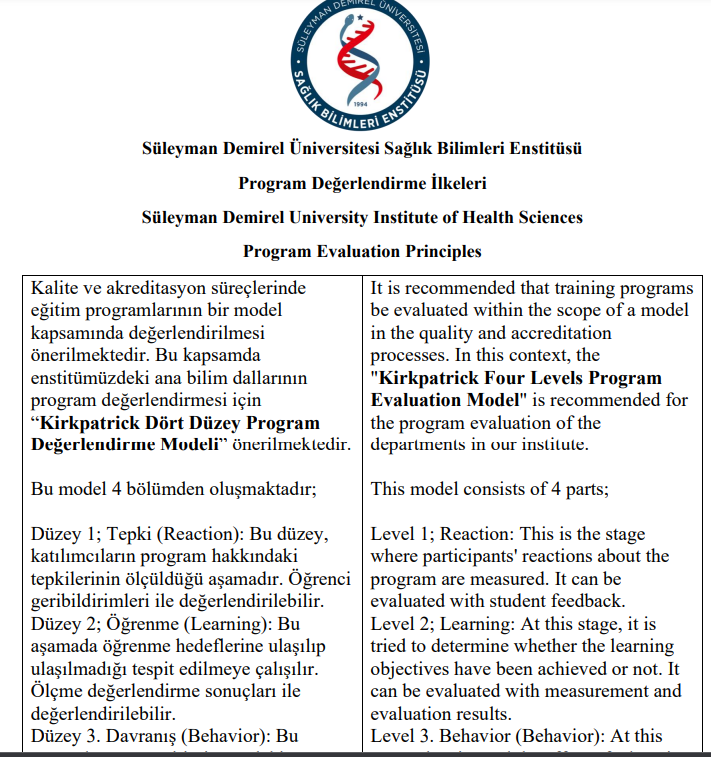 SÜLEYMAN DEMİREL ÜNİVERSİTESİ
SAĞLIK BİLİMLERİ ENSTİTÜSÜ
1994
Süleyman Demirel Üniversitesi Sağlık Bilimleri Enstitüsü
Program Değerlendirme İlkeleri
Süleyman Demirel University Institute of Health Sciences
Program Evaluation Principles
Kalite ve akreditasyon süreçlerinde
eğitim programlarının bir model
kapsamında değerlendirilmesi
önerilmektedir. Bu kapsamda
enstitümüzdeki ana bilim dallarının
program değerlendirmesi için
“Kirkpatrick Dört Düzey Program
Değerlendirme Modeli” önerilmektedir.
Bu model 4 bölümden oluşmaktadır;
Düzey 1; Tepki (Reaction): Bu düzey,
katılımcıların program hakkındaki
tepkilerinin ölçüldüğü aşamadır. Öğrenci
geribildirimleri ile değerlendirilebilir.
Düzey 2; Öğrenme (Learning): Bu
aşamada öğrenme hedeflerine ulaşılıp
ulaşılmadığı tespit edilmeye çalışılır.
Ölçme değerlendirme sonuçları ile
değerlendirilebilir.
Düzey 3. Davranış (Behavior): Bu
It is recommended that training programs
be evaluated within the scope of a model
in the quality and accreditation
processes. In this context, the
"Kirkpatrick Four Levels Program
Evaluation Model" is recommended for
the program evaluation of the
departments in our institute.
This model consists of 4 parts;
Level 1; Reaction: This is the stage
where participants' reactions about the
program are measured. It can be
evaluated with student feedback.
Level 2; Learning: At this stage, it is
tried to determine whether the learning
objectives have been achieved or not. It
can be evaluated with measurement and
evaluation results.
Level 3. Behavior (Behavior): At this